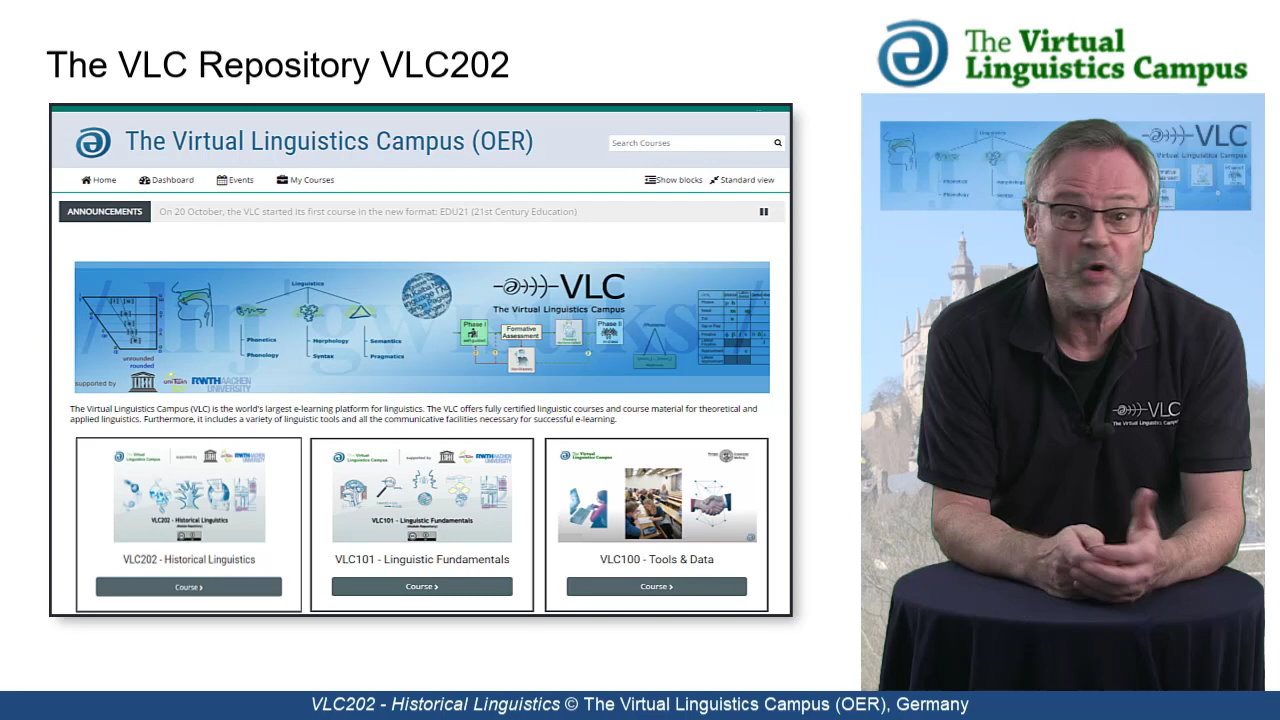 The VLC Repository VLC202
The Virtual
Linguistics Campus
The Virtual Linguistics Campus (OER)
Search Courses
Home Dashboard Events My Courses Show blocks Standard view
ANNOUNCEMENTS On 20 October, the VLC started its first course in the new format: EDU21 (21st Century Education)
Linguistics
VLC
The Virtual Linguistics Campus
Phase I
Formative
Assessment
Phase II
Phonetics
Phonology
Morphology
Syntax
Semantics
Pragmatics
unrounded
rounded
supported by
uniTwin
RWTHAACHEN
UNIVERSITY
The Virtual Linguistics Campus (VLC) is the world's largest e-learning platform for linguistics. The VLC offers fully certified linguistic courses and course material for theoretical and
applied linguistics. Furthermore, it includes a variety of linguistic tools and all the communicative facilities necessary for successful e-learning.
VLC202 - Historical Linguistics
VLC101 - Linguistic Fundamentals
VLC202 - Historical Linguistics
VLC101 - Linguistic Fundamentals
VLC100 - Tools & Data
Course
Course
Course
VLC
Virtual Linguistics Campus
Linguistics
Phonetics
VLC
The Virtual Linguistics Campus
VLC202 - Historical Linguistics © The Virtual Linguistics Campus (OER), Germany